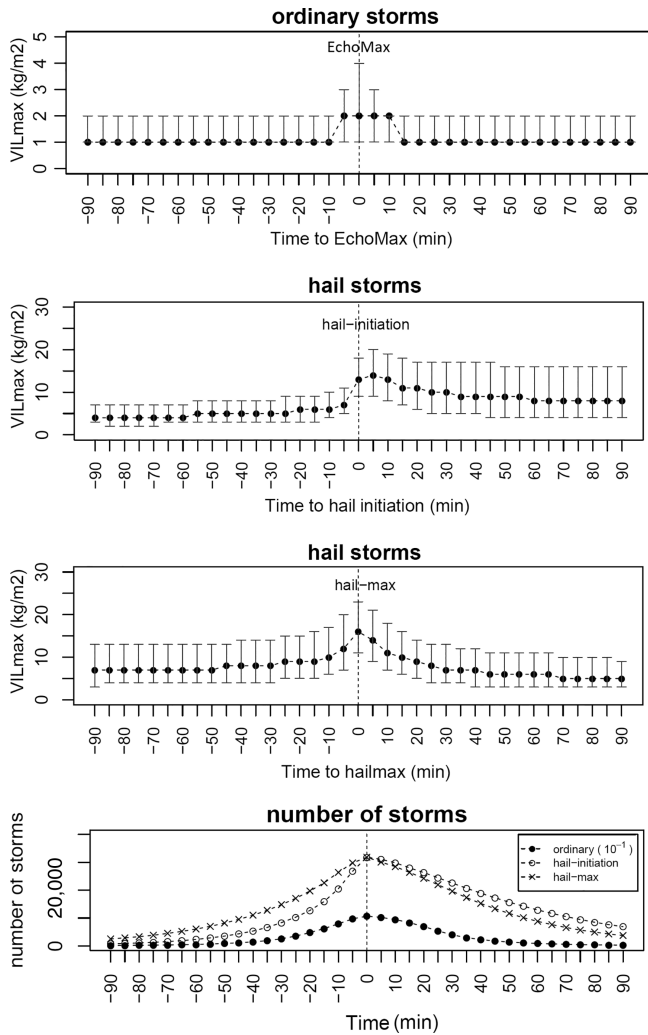 ordinary storms
EchoMax
VILmax (kg/m2)
0 1 2 3 4 5
−90 −70 −50 −40 −30 −20 −10 0 10 20 30 40 50 60 70 80 90
Time to EchoMax (min)
hail storms
hail−initiation
VILmax (kg/m2)
0 10 20 30
−90 −80 −70 −60 −50 −40 −30 −20 −10 0 10 20 30 40 50 60 70 80 90
Time to hail initiation (min)
hail storms
hail−max
VILmax (kg/m2)
0 10 20 30
−90 −80 −70 −60 −50 −40 −30 −20 −10 0 10 20 30 40 50 60 70 80 90
Time to hailmax (min)
number of storms
ordinary ( 10−1 )
hail−initiation
hail−max
number of storms
0 20,000
−90 −80 −70 −60 −50 −40 −30 −20 −10 0 10 20 30 40 50 60 70 80 90
Time (min)